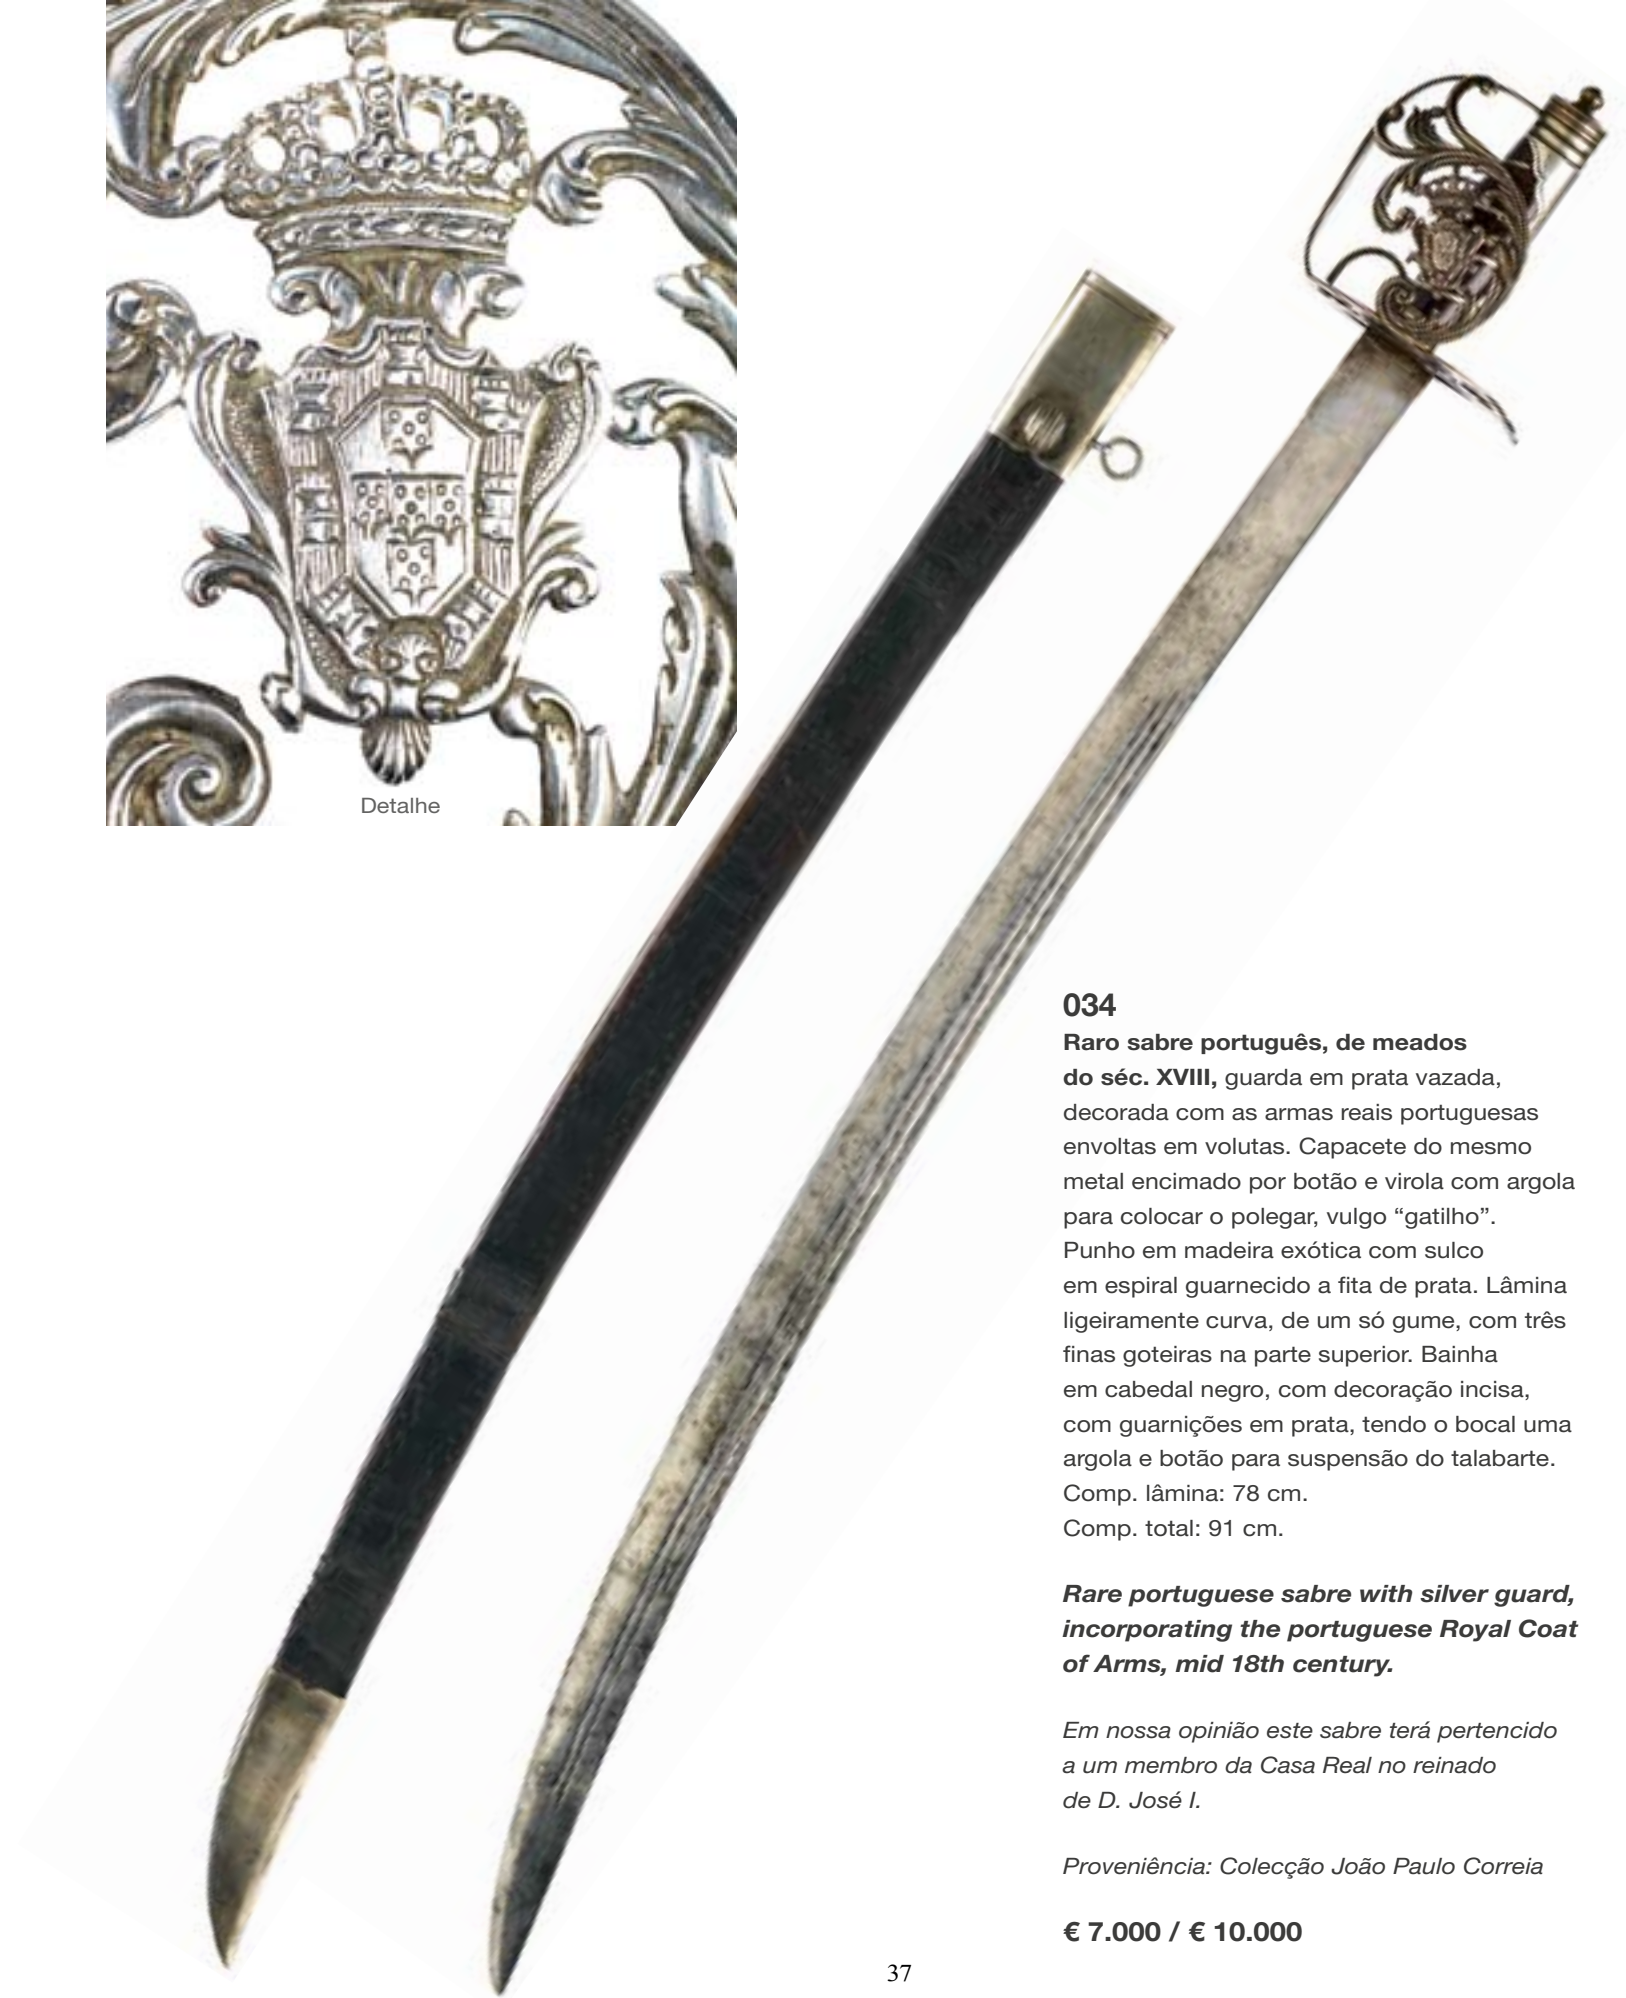 Detalhe
034
Raro sabre português, de meados
do séc. XVIII, guarda em prata vazada,
decorada com as armas reais portuguesas
envoltas em volutas. Capacete do mesmo
metal encimado por botão e virola com argola
para colocar o polegar, vulgo “gatilho”.
Punho em madeira exótica com sulco
em espiral guarnecido a fita de prata. Lâmina
ligeiramente curva, de um só gume, com três
finas goteiras na parte superior. Bainha
em cabedal negro, com decoração incisa,
com guarnições em prata, tendo o bocal uma
argola e botão para suspensão do talabarte.
Comp. lâmina: 78 cm.
Comp. total: 91 cm.
Rare portuguese sabre with silver guard,
incorporating the portuguese Royal Coat
of Arms, mid 18th century.
Em nossa opinião este sabre terá pertencido
a um membro da Casa Real no reinado
de D. José I.
Proveniência: Colecção João Paulo Correia
€ 7.000 / € 10.000
37